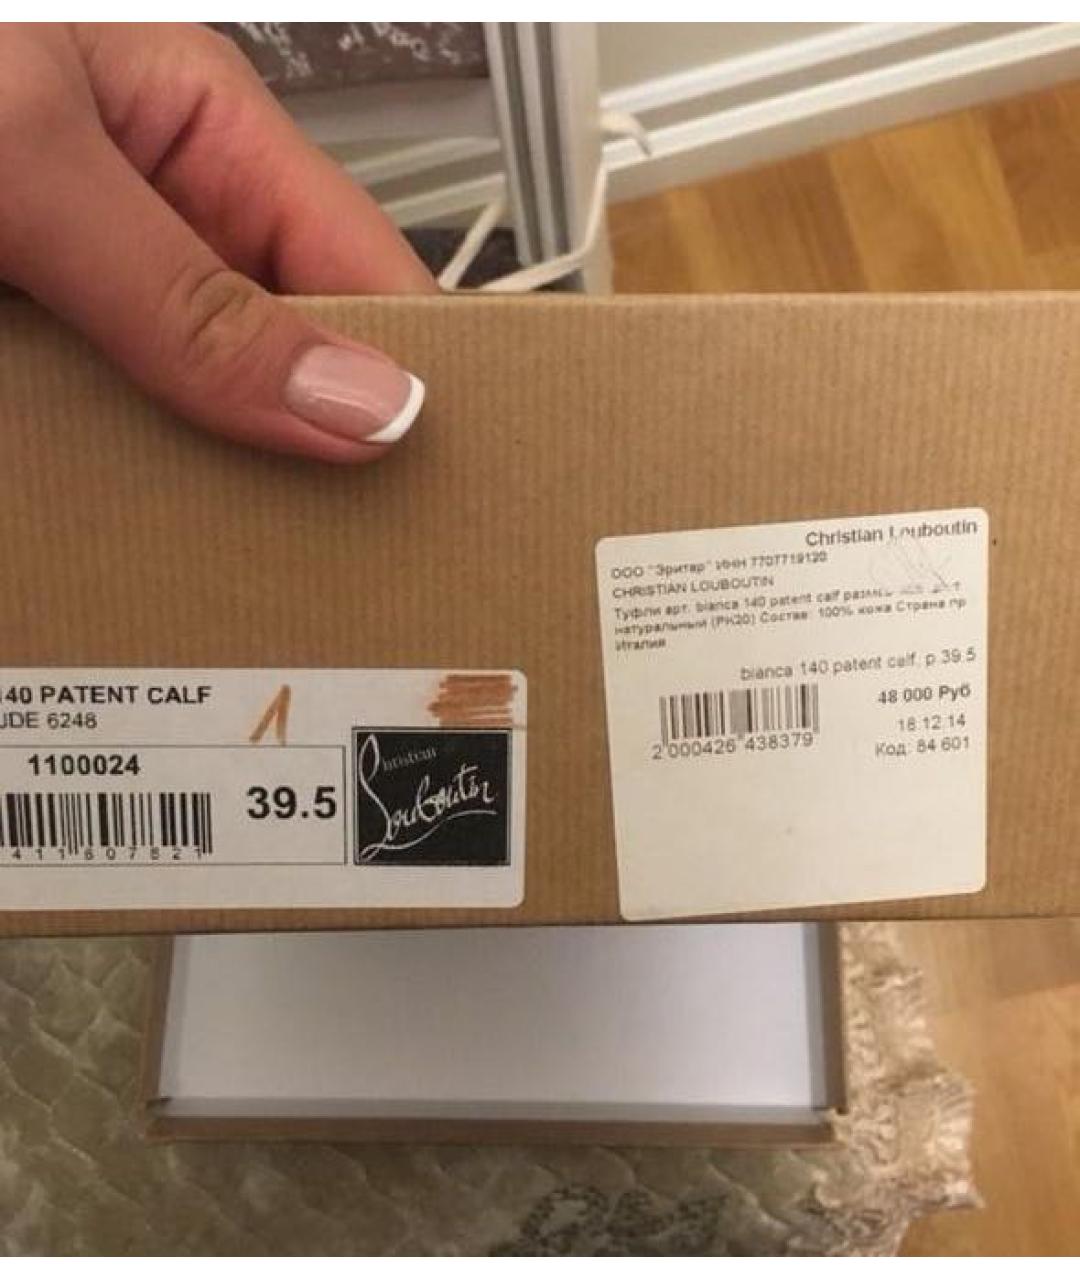 140 PATENT CALF
UDE 6248
1
1100024
39.5
411607821
Christian
Louboutin
Christian Louboutin
ООО "Эритар" ИНН 7707719120
CHRISTIAN LOUBOUTIN
Туфли арт. bianca 140 patent calf
натуральный (PK20) Состав: 100% кожа Страна пр
Италия
bianca 140 patent calf, р.39.5
48 000 Руб
2 000426 438379
18.12.14
Код: 84 601